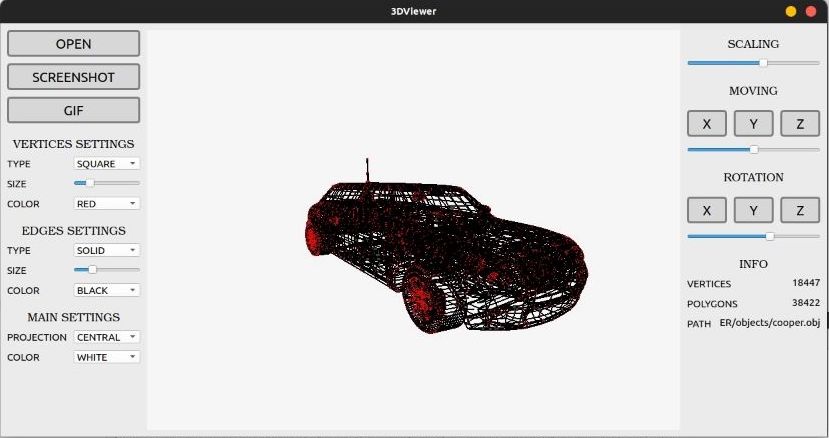 3DViewer
OPEN
SCREENSHOT
GIF
VERTICES SETTINGS
TYPE SQUARE
SIZE
COLOR RED
EDGES SETTINGS
TYPE SOLID
SIZE
COLOR BLACK
MAIN SETTINGS
PROJECTION CENTRAL
COLOR WHITE
SCALING
MOVING
X Y Z
ROTATION
X Y Z
INFO
VERTICES 18447
POLYGONS 38422
PATH ER/objects/cooper.obj